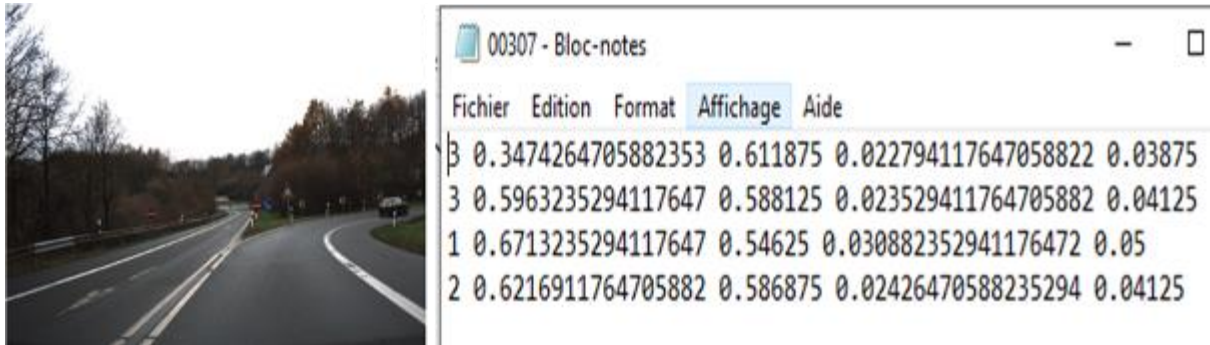 00307 - Bloc-notes
Fichier Edition Format Affichage Aide
3 0.3474264705882353 0.611875 0.022794117647058822 0.03875
3 0.5963235294117647 0.588125 0.023529411764705882 0.04125
1 0.6713235294117647 0.54625 0.030882352941176472 0.05
2 0.6216911764705882 0.586875 0.02426470588235294 0.04125